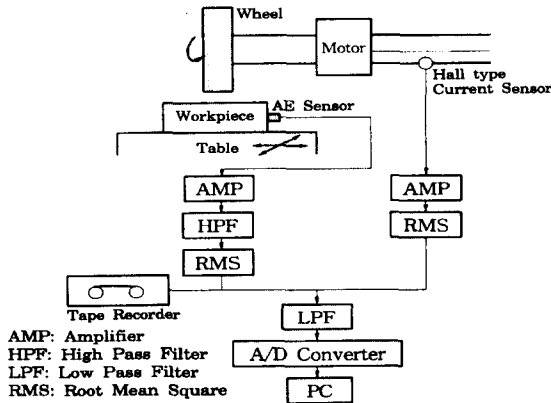 Wheel
Motor
Hall type
Current Sensor
AE Sensor
Workpiece
Table
AMP
AMP
HPF
RMS
RMS
Tape Recorder
LPF
AMP: Amplifier
HPF: High Pass Filter
LPF: Low Pass Filter
RMS: Root Mean Square
A/D Converter
PC